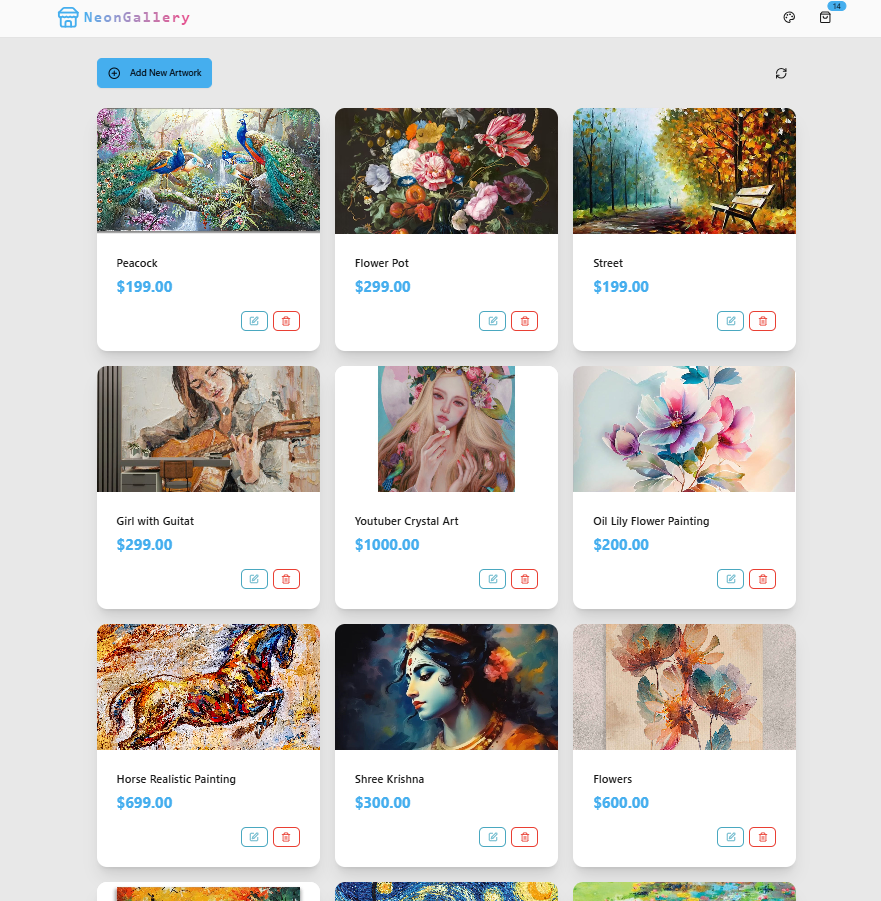 NeonGallery
14
Add New Artwork
Peacock
$199.00
Flower Pot
$299.00
Street
$199.00
Girl with Guitat
$299.00
Youtuber Crystal Art
$1000.00
Oil Lily Flower Painting
$200.00
Horse Realistic Painting
$699.00
Shree Krishna
$300.00
Flowers
$600.00